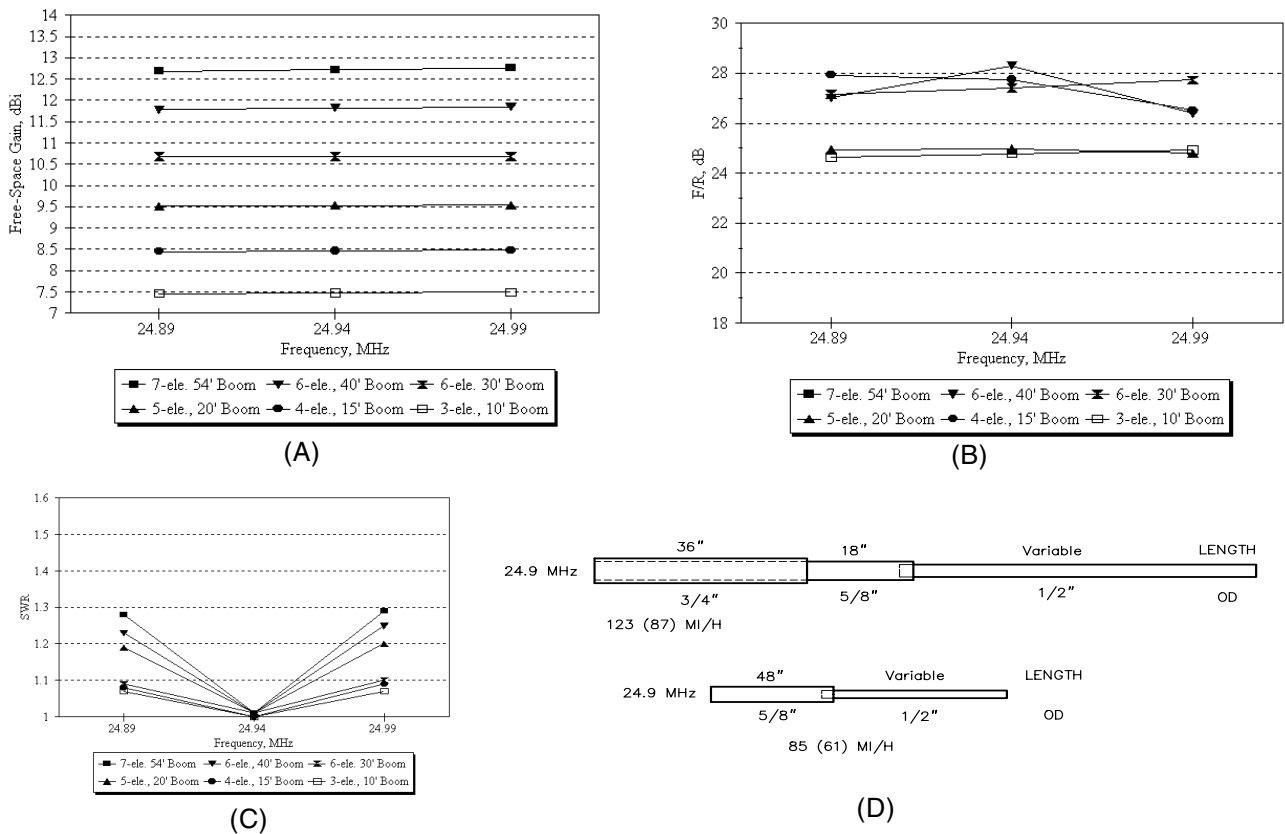 14
13.5
13
12.5
12
11.5
11
10.5
10
9.5
9
8.5
8
7.5
7
Free-Space Gain, dBi
24.89 24.94 24.99
Frequency, MHz
7-ele. 54' Boom 6-ele., 40' Boom 6-ele. 30' Boom
5-ele., 20' Boom 4-ele., 15' Boom 3-ele., 10' Boom
(A)
30
28
26
24
22
20
18
F/R, dB
24.89 24.94 24.99
Frequency, MHz
7-ele. 54' Boom 6-ele., 40' Boom 6-ele. 30' Boom
5-ele., 20' Boom 4-ele., 15' Boom 3-ele., 10' Boom
(B)
1.6
1.5
1.4
1.3
1.2
1.1
1
SWR
24.89 24.94 24.99
Frequency, MHz
7-ele. 54' Boom 6-ele., 40' Boom 6-ele. 30' Boom
5-ele., 20' Boom 4-ele., 15' Boom 3-ele., 10' Boom
(C)
36" 18" Variable LENGTH
24.9 MHz
3/4" 5/8" 1/2" OD
123 (87) MI/H
48" Variable LENGTH
24.9 MHz
5/8" 1/2" OD
85 (61) MI/H
(D)